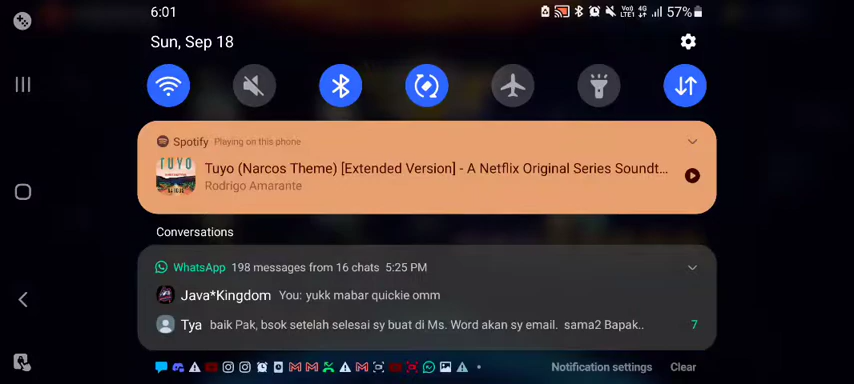 6:01
Vo) LTE1 4G 57%
Sun, Sep 18
Spotify Playing on this phone
TUYO
Tuyo (Narcos Theme) [Extended Version] - A Netflix Original Series Soundt...
Rodrigo Amarante
Conversations
WhatsApp 198 messages from 16 chats 5:25 PM
Java*Kingdom You: yukk mabar quickie omm
Tya baik Pak, bsok setelah selesai sy buat di Ms. Word akan sy email. sama2 Bapak.. 7
Notification settings Clear